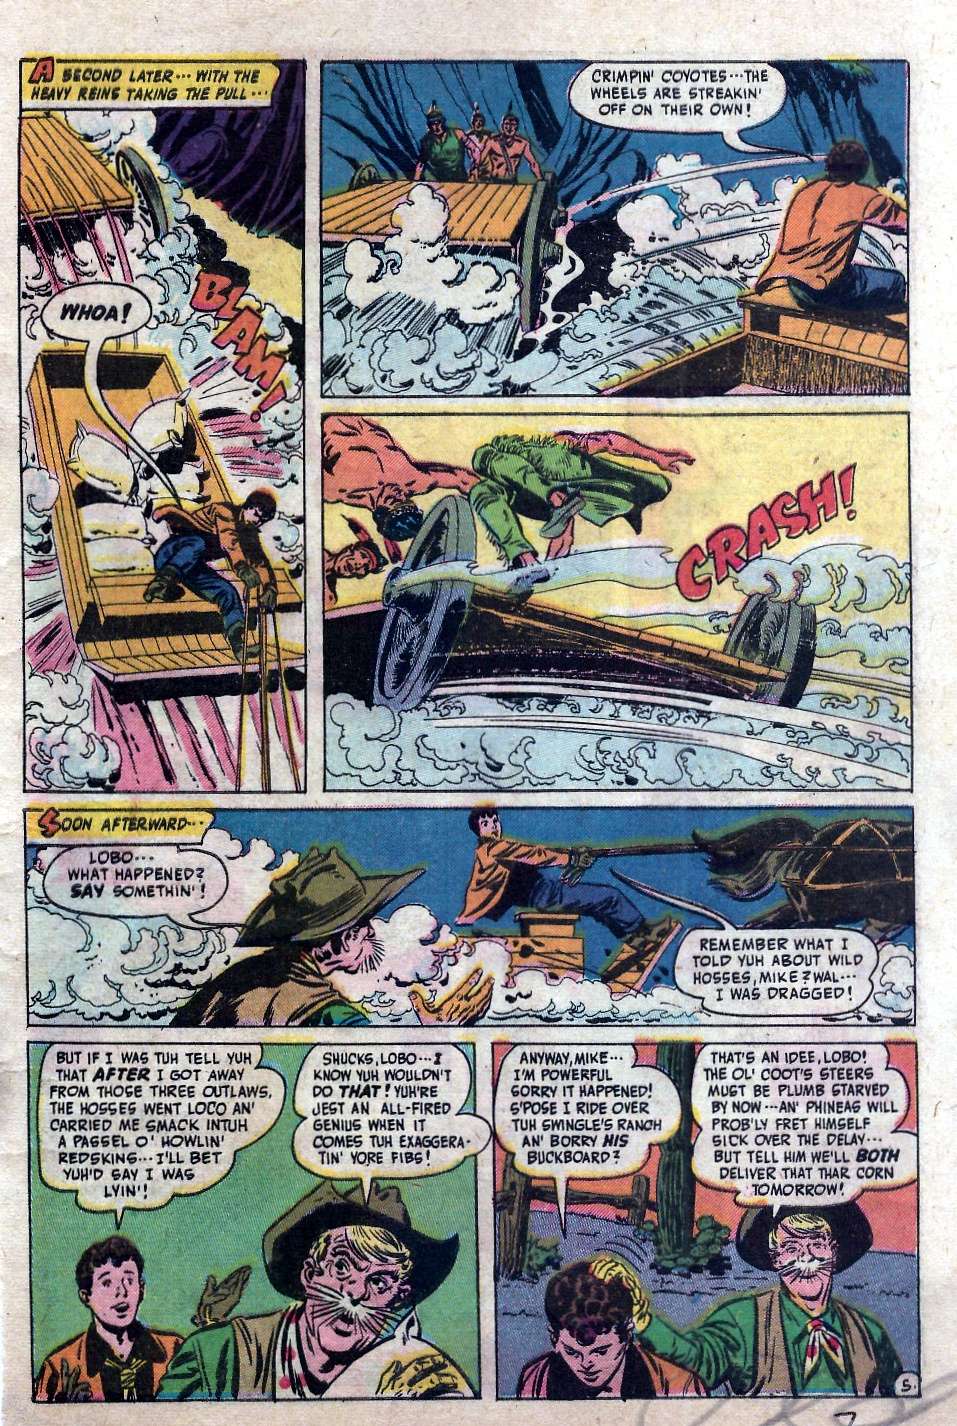 A SECOND LATER--- WITH THE
HEAVY REINS TAKING THE PULL---
WHOA!
BLAM!
CRIMPIN' COYOTES---THE
WHEELS ARE STREAKIN'
OFF ON THEIR OWN!
CRASH!
SOON AFTERWARD---
LOBO---
WHAT HAPPENED?
SAY SOMETHIN'!
REMEMBER WHAT I
TOLD YUH ABOUT WILD
HOSSES, MIKE? WAL---
I WAS DRAGGED!
BUT IF I WAS TUH TELL YUH
THAT AFTER I GOT AWAY
FROM THOSE THREE OUTLAWS,
THE HOSSES WENT LOCO AN'
CARRIED ME SMACK INTUH
A PASSEL O' HOWLIN'
REDSKINS---I'LL BET
YUH'D SAY I WAS
LYIN'!
SHUCKS, LOBO---I
KNOW YUH WOULDN'T
DO THAT! YUH'RE
JEST AN ALL-FIRED
GENIUS WHEN IT
COMES TUH EXAGGERA-
TIN' YORE FIBS!
ANYWAY, MIKE---
I'M POWERFUL
SORRY IT HAPPENED!
S'POSE I RIDE OVER
TUH SWINGLE'S RANCH
AN' BORRY HIS
BUCKBOARD?
THAT'S AN IDEE, LOBO!
THE OL' COOT'S STEERS
MUST BE PLUMB STARVED
BY NOW---AN' PHINEAS WILL
PROB'LY FRET HIMSELF
SICK OVER THE DELAY---
BUT TELL HIM WE'LL BOTH
DELIVER THAT THAR CORN
TOMORROW!
5.
7